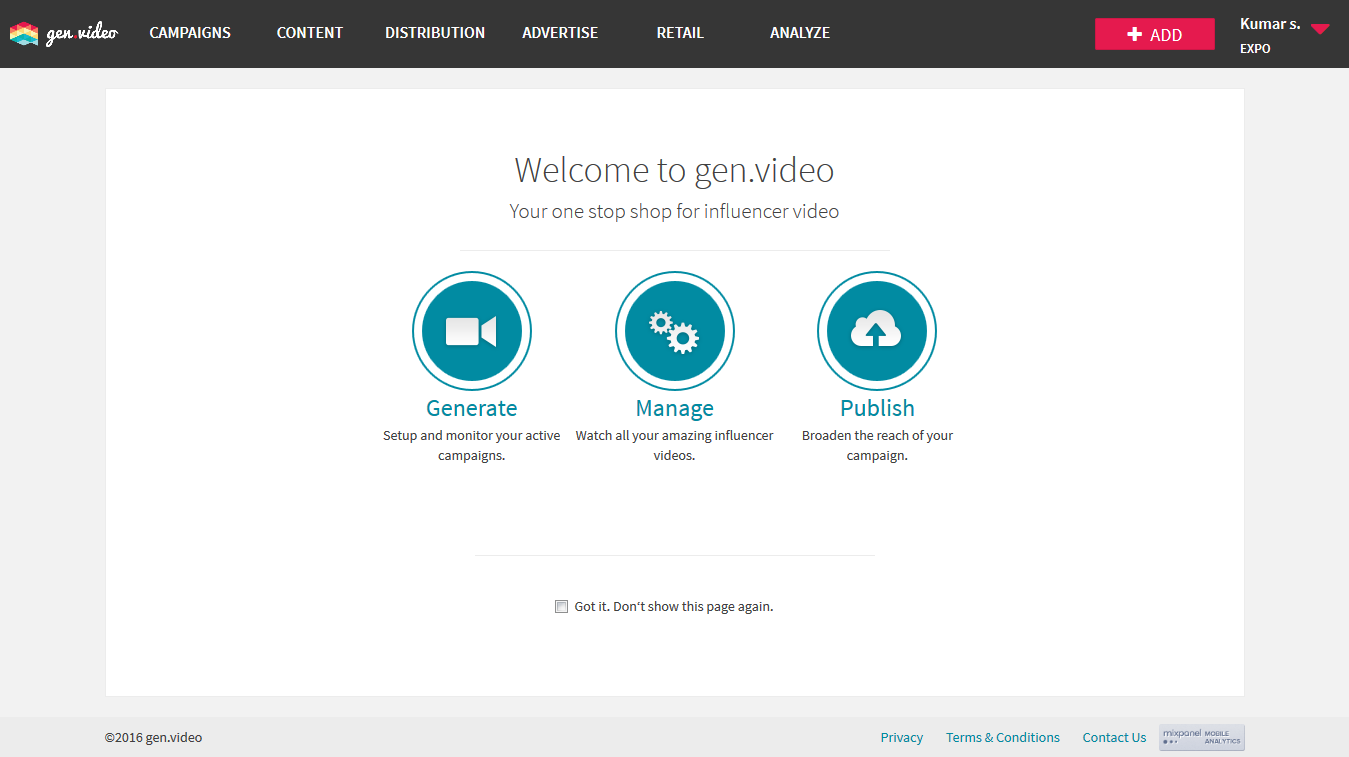 gen.video
CAMPAIGNS
CONTENT
DISTRIBUTION
ADVERTISE
RETAIL
ANALYZE
ADD
Kumar s.
EXPO
Welcome to gen.video
Your one stop shop for influencer video
Generate
Setup and monitor your active
campaigns.
Manage
Watch all your amazing influencer
videos.
Publish
Broaden the reach of your
campaign.
Got it. Don‘t show this page again.
©2016 gen.video
Privacy
Terms & Conditions
Contact Us
mixpanel MOBILE
ANALYTICS